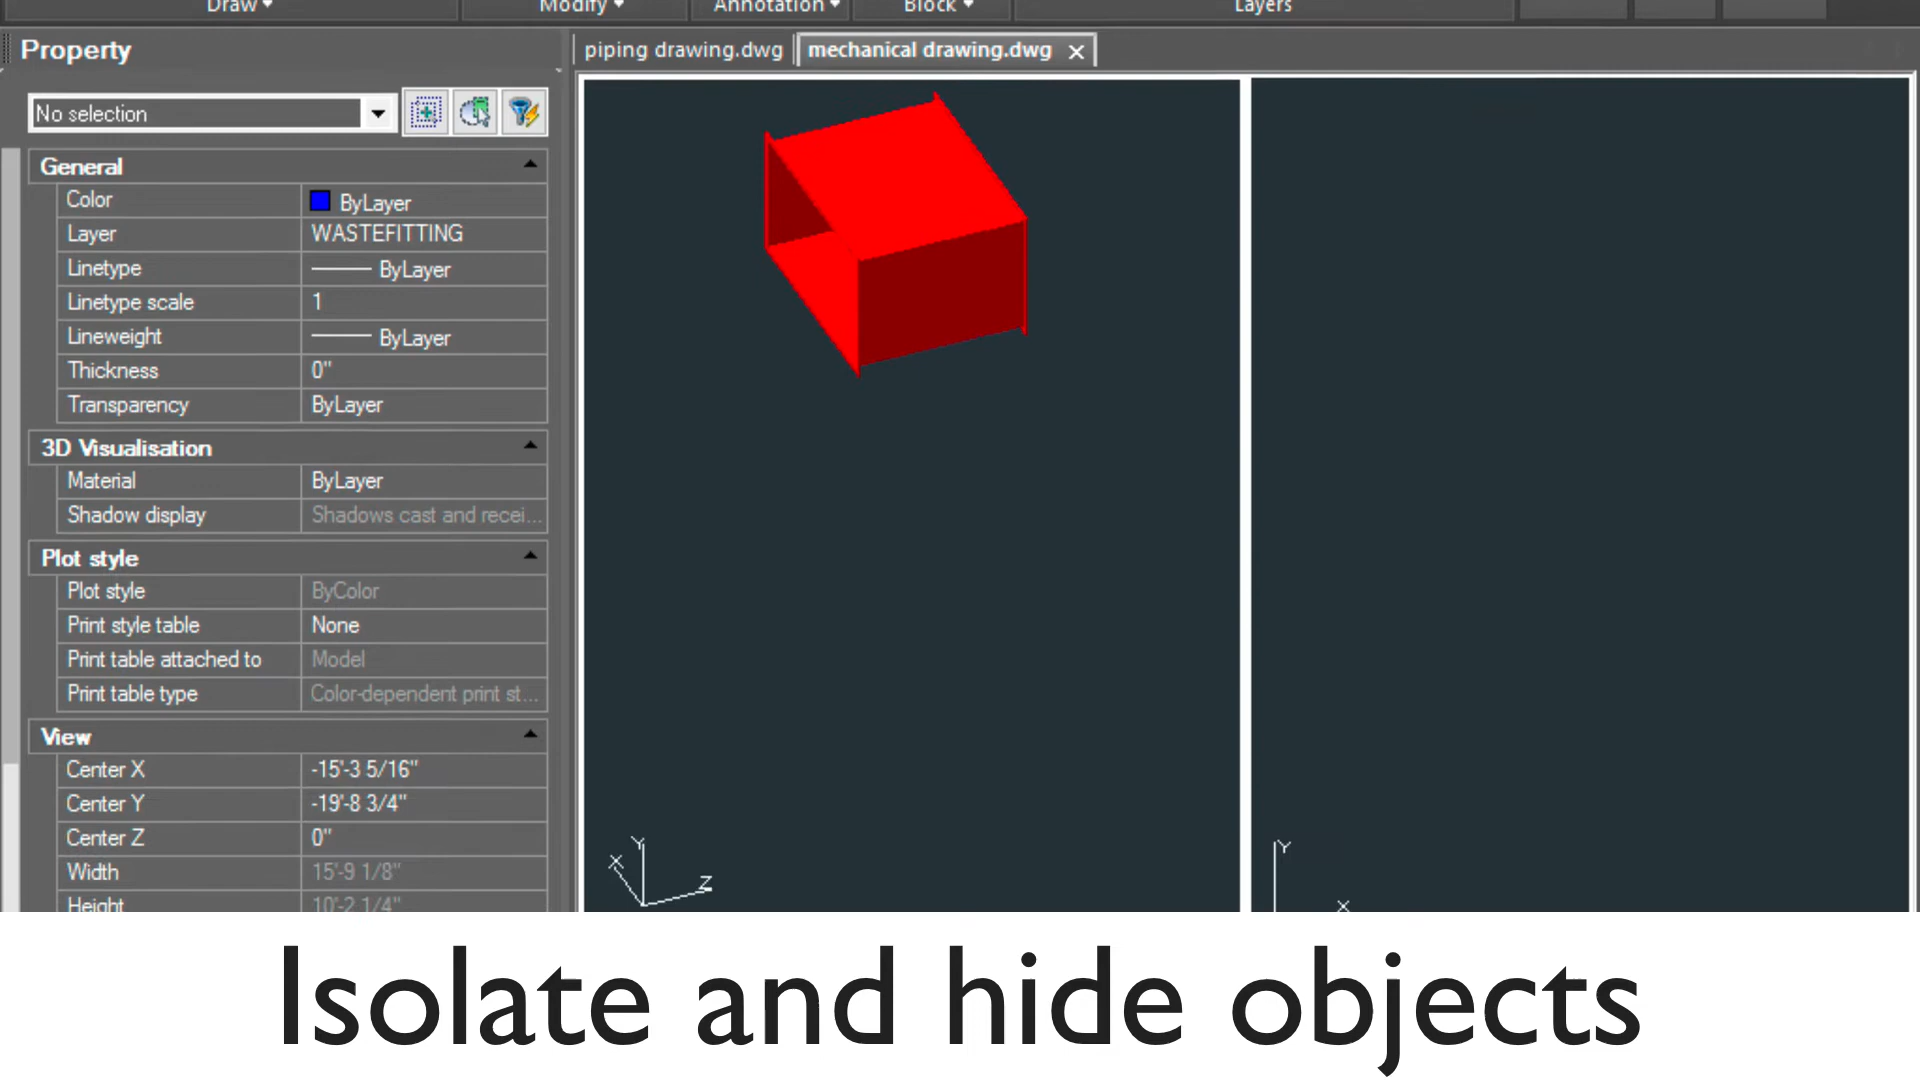 Draw Modify Annotation Block Layers
Property
piping drawing.dwg mechanical drawing.dwg
No selection
General
Color ByLayer
Layer WASTEFITTING
Linetype ByLayer
Linetype scale 1
Lineweight ByLayer
Thickness 0"
Transparency ByLayer
3D Visualisation
Material ByLayer
Shadow display Shadows cast and recei...
Plot style
Plot style ByColor
Print style table None
Print table attached to Model
Print table type Color-dependent print st...
View
Center X -15'-3 5/16"
Center Y -19'-8 3/4"
Center Z 0"
Width 15'-9 1/8"
Height 10'-2 1/4"
Y
X
Z
Y
X
Isolate and hide objects